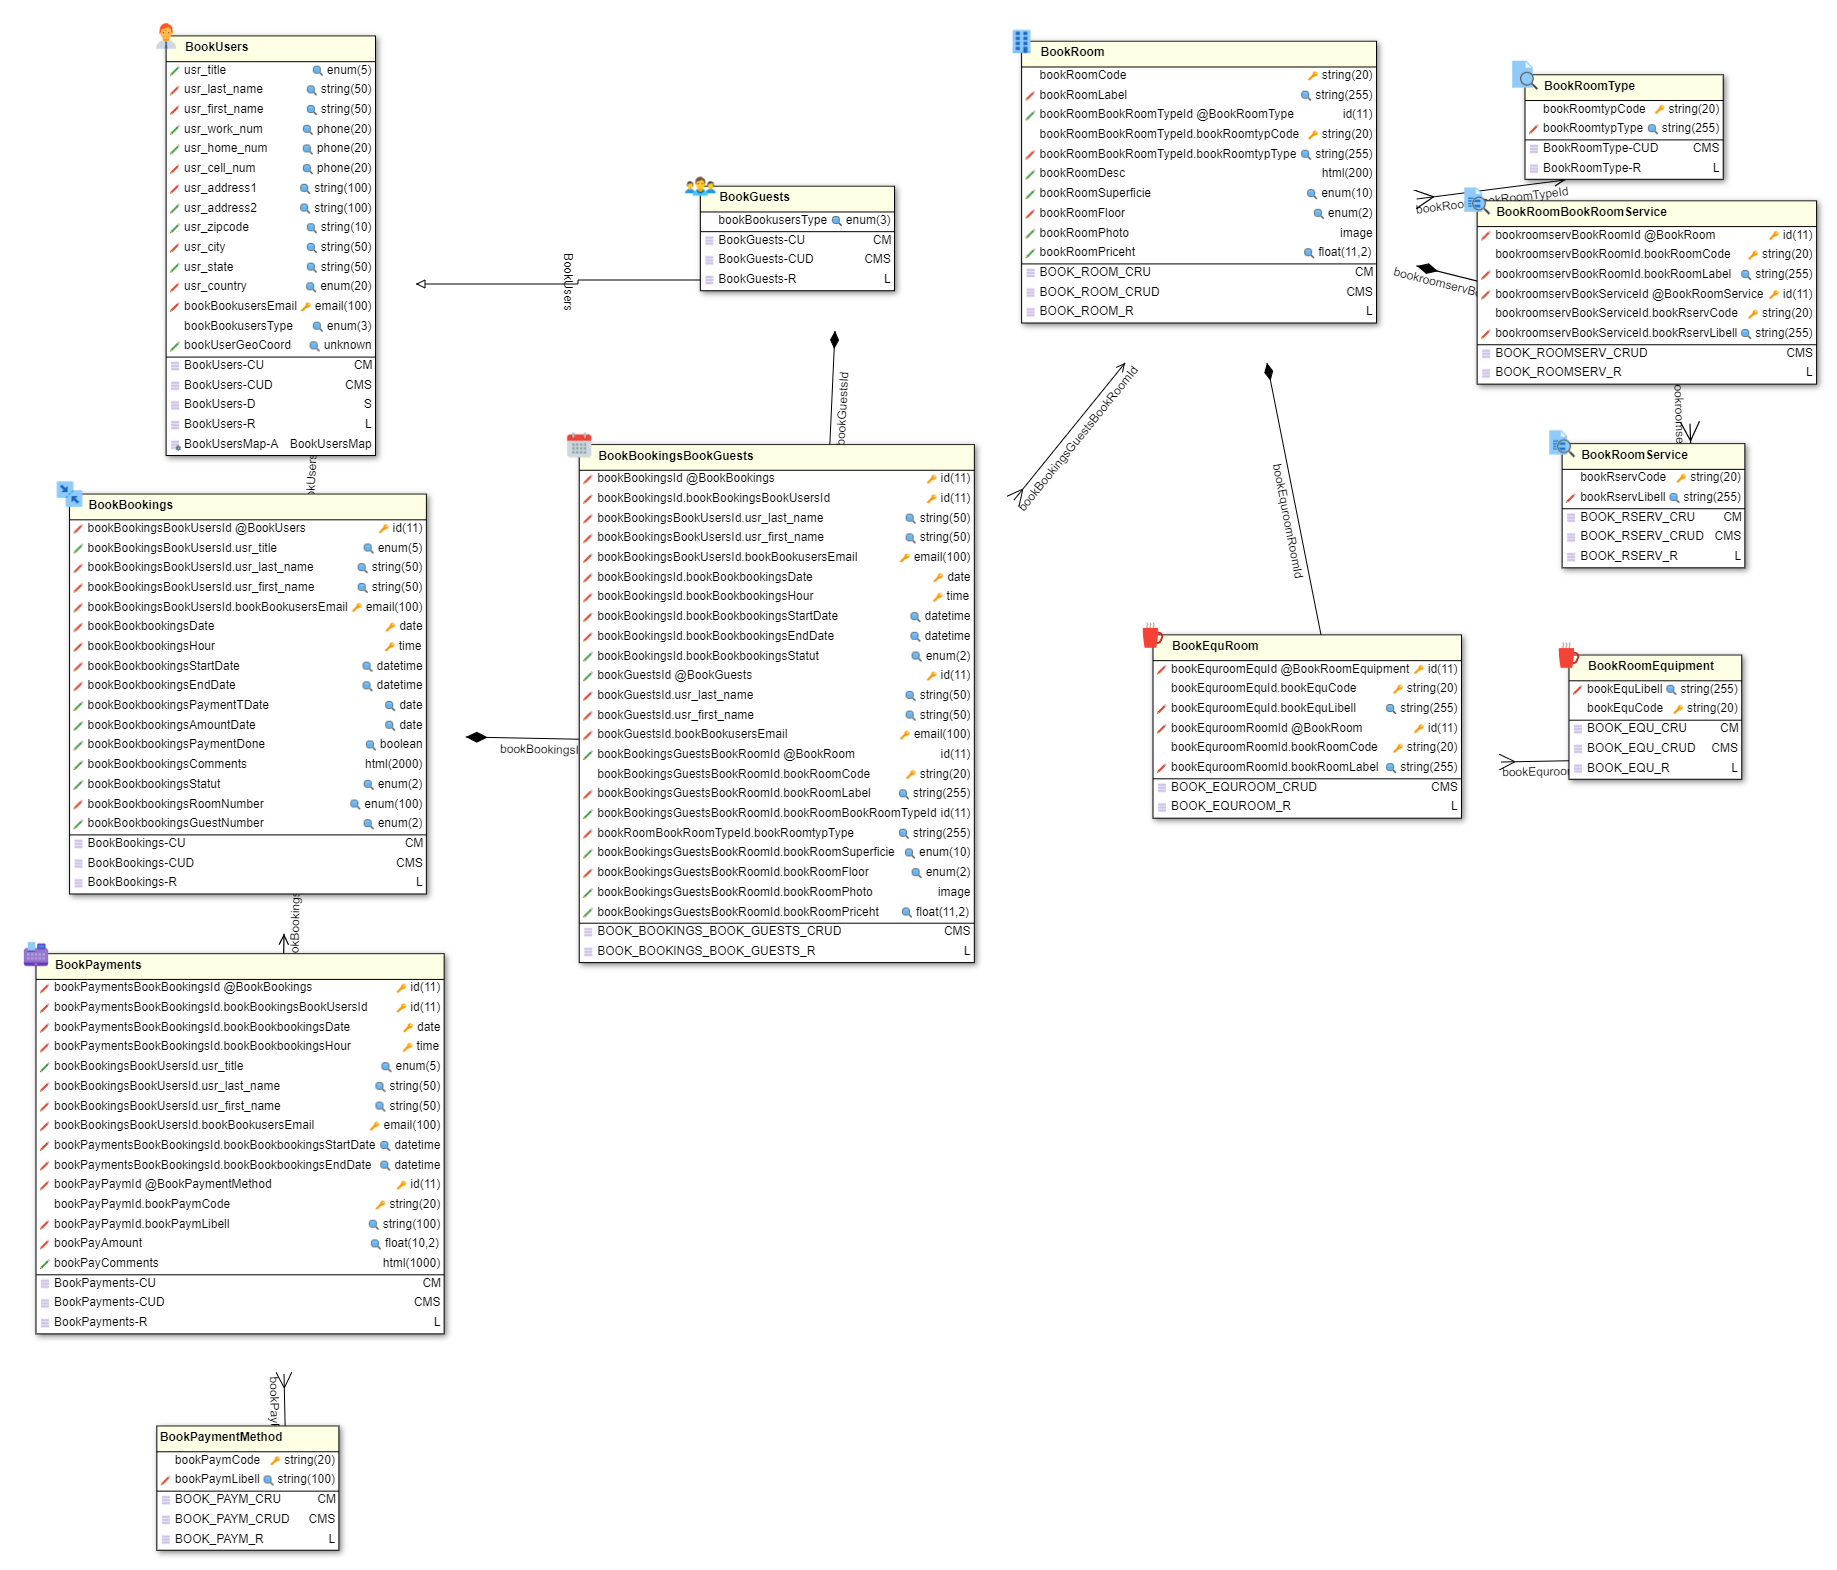 BookUsers
usr_title enum(5)
usr_last_name string(50)
usr_first_name string(50)
usr_work_num phone(20)
usr_home_num phone(20)
usr_cell_num phone(20)
usr_address1 string(100)
usr_address2 string(100)
usr_zipcode string(10)
usr_city string(50)
usr_state string(50)
usr_country enum(20)
bookBookusersEmail email(100)
bookBookusersType enum(3)
bookUserGeoCoord unknown
BookUsers-CU CM
BookUsers-CUD CMS
BookUsers-D S
BookUsers-R L
BookUsersMap-A BookUsersMap
BookUsers
BookGuests
bookBookusersType enum(3)
BookGuests-CU CM
BookGuests-CUD CMS
BookGuests-R L
BookRoom
bookRoomCode string(20)
bookRoomLabel string(255)
bookRoomBookRoomTypeId @BookRoomType id(11)
bookRoomBookRoomTypeId.bookRoomtypCode string(20)
bookRoomBookRoomTypeId.bookRoomtypType string(255)
bookRoomDesc html(200)
bookRoomSuperficie enum(10)
bookRoomFloor enum(2)
bookRoomPhoto image
bookRoomPriceht float(11,2)
BOOK_ROOM_CRU CM
BOOK_ROOM_CRUD CMS
BOOK_ROOM_R L
BookRoomType
bookRoomtypCode string(20)
bookRoomtypType string(255)
BookRoomType-CUD CMS
BookRoomType-R L
BookRoomBookRoomService
bookroomservBookRoomId @BookRoom id(11)
bookroomservBookRoomId.bookRoomCode string(20)
bookroomservBookRoomId.bookRoomLabel string(255)
bookroomservBookServiceId @BookRoomService id(11)
bookroomservBookServiceId.bookRservCode string(20)
bookroomservBookServiceId.bookRservLibell string(255)
BOOK_ROOMSERV_CRUD CMS
BOOK_ROOMSERV_R L
BookRoomService
bookRservCode string(20)
bookRservLibell string(255)
BOOK_RSERV_CRU CM
BOOK_RSERV_CRUD CMS
BOOK_RSERV_R L
bookBookingsGuestsBookRoomId
bookEquroomRoomId
BookBookings
bookBookingsBookUsersId @BookUsers id(11)
bookBookingsBookUsersId.usr_title enum(5)
bookBookingsBookUsersId.usr_last_name string(50)
bookBookingsBookUsersId.usr_first_name string(50)
bookBookingsBookUsersId.bookBookusersEmail email(100)
bookBookbookingsDate date
bookBookbookingsHour time
bookBookbookingsStartDate datetime
bookBookbookingsEndDate datetime
bookBookbookingsPaymentTDate date
bookBookbookingsAmountDate date
bookBookbookingsPaymentDone boolean
bookBookbookingsComments html(2000)
bookBookbookingsStatut enum(2)
bookBookbookingsRoomNumber enum(100)
bookBookbookingsGuestNumber enum(2)
BookBookings-CU CM
BookBookings-CUD CMS
BookBookings-R L
BookBookingsBookGuests
bookBookingsId @BookBookings id(11)
bookBookingsId.bookBookingsBookUsersId id(11)
bookBookingsBookUsersId.usr_last_name string(50)
bookBookingsBookUsersId.usr_first_name string(50)
bookBookingsBookUsersId.bookBookusersEmail email(100)
bookBookingsId.bookBookbookingsDate date
bookBookingsId.bookBookbookingsHour time
bookBookingsId.bookBookbookingsStartDate datetime
bookBookingsId.bookBookbookingsEndDate datetime
bookBookingsId.bookBookbookingsStatut enum(2)
bookGuestsId @BookGuests id(11)
bookGuestsId.usr_last_name string(50)
bookGuestsId.usr_first_name string(50)
bookGuestsId.bookBookusersEmail email(100)
bookBookingsGuestsBookRoomId @BookRoom id(11)
bookBookingsGuestsBookRoomId.bookRoomCode string(20)
bookBookingsGuestsBookRoomId.bookRoomLabel string(255)
bookBookingsGuestsBookRoomId.bookRoomBookRoomTypeId id(11)
bookRoomBookRoomTypeId.bookRoomtypType string(255)
bookBookingsGuestsBookRoomId.bookRoomSuperficie enum(10)
bookBookingsGuestsBookRoomId.bookRoomFloor enum(2)
bookBookingsGuestsBookRoomId.bookRoomPhoto image
bookBookingsGuestsBookRoomId.bookRoomPriceht float(11,2)
BOOK_BOOKINGS_BOOK_GUESTS_CRUD CMS
BOOK_BOOKINGS_BOOK_GUESTS_R L
BookEquRoom
bookEquroomEquId @BookRoomEquipment id(11)
bookEquroomEquId.bookEquCode string(20)
bookEquroomEquId.bookEquLibell string(255)
bookEquroomRoomId @BookRoom id(11)
bookEquroomRoomId.bookRoomCode string(20)
bookEquroomRoomId.bookRoomLabel string(255)
BOOK_EQUROOM_CRUD CMS
BOOK_EQUROOM_R L
BookRoomEquipment
bookEquLibell string(255)
bookEquCode string(20)
BOOK_EQU_CRU CM
BOOK_EQU_CRUD CMS
BOOK_EQU_R L
BookPayments
bookPaymentsBookBookingsId @BookBookings id(11)
bookPaymentsBookBookingsId.bookBookingsBookUsersId id(11)
bookPaymentsBookBookingsId.bookBookbookingsDate date
bookPaymentsBookBookingsId.bookBookbookingsHour time
bookBookingsBookUsersId.usr_title enum(5)
bookBookingsBookUsersId.usr_last_name string(50)
bookBookingsBookUsersId.usr_first_name string(50)
bookBookingsBookUsersId.bookBookusersEmail email(100)
bookPaymentsBookBookingsId.bookBookbookingsStartDate datetime
bookPaymentsBookBookingsId.bookBookbookingsEndDate datetime
bookPayPaymId @BookPaymentMethod id(11)
bookPayPaymId.bookPaymCode string(20)
bookPayPaymId.bookPaymLibell string(100)
bookPayAmount float(10,2)
bookPayComments html(1000)
BookPayments-CU CM
BookPayments-CUD CMS
BookPayments-R L
BookPaymentMethod
bookPaymCode string(20)
bookPaymLibell string(100)
BOOK_PAYM_CRU CM
BOOK_PAYM_CRUD CMS
BOOK_PAYM_R L